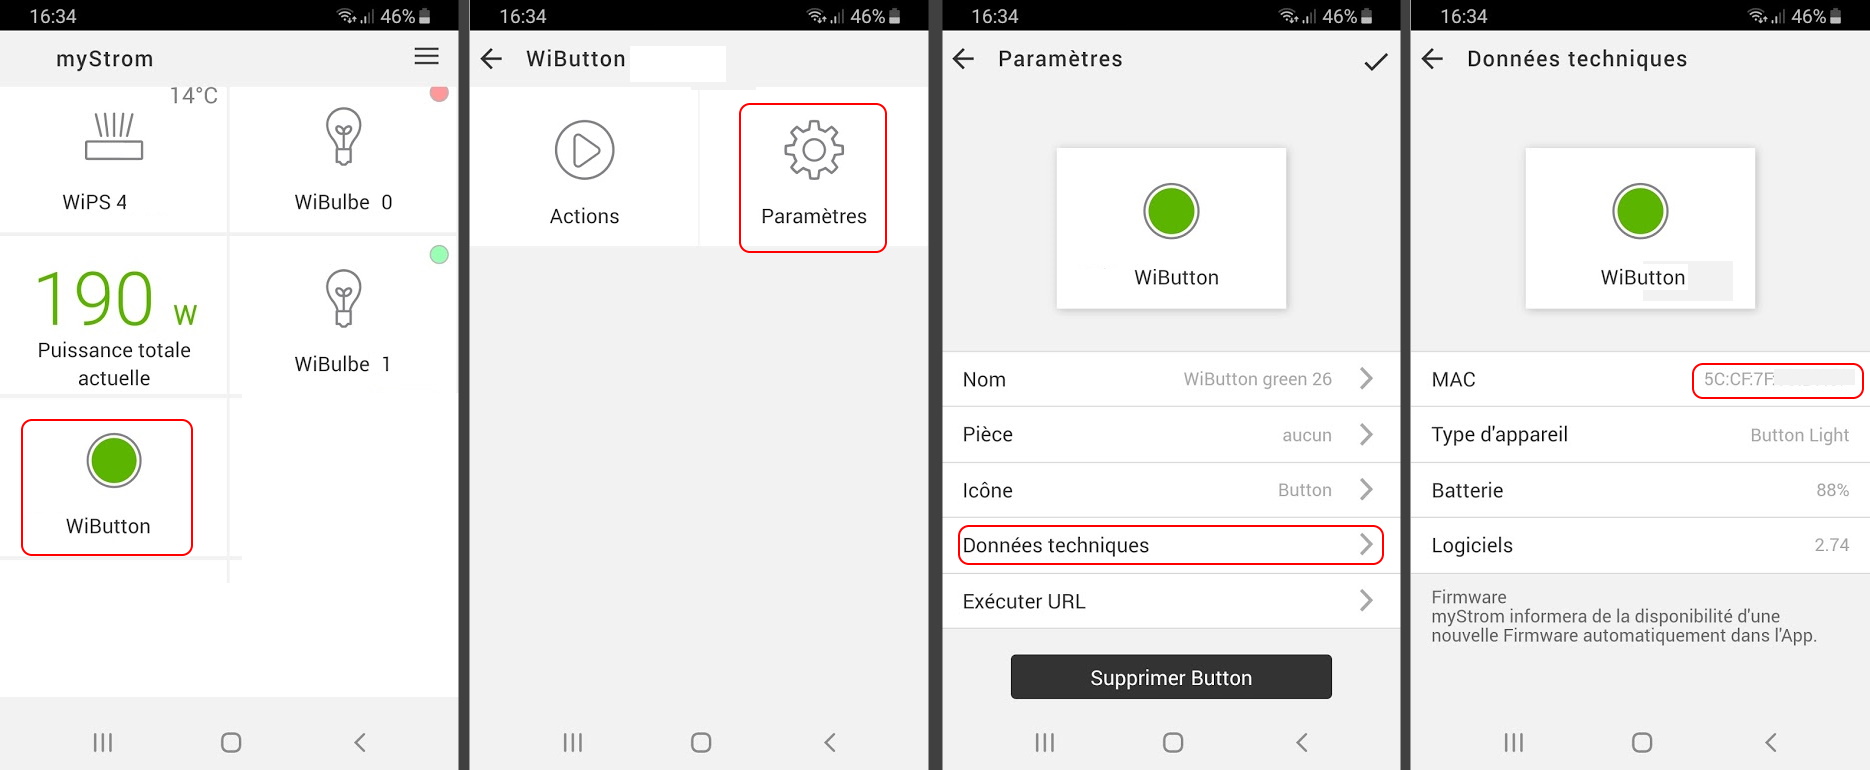 16:34
46%
myStrom
14°C
WiPS 4
WiBulbe 0
190 W
Puissance totale
actuelle
WiBulbe 1
WiButton
16:34
46%
WiButton
Actions
Paramètres
16:34
46%
Paramètres
WiButton
Nom
WiButton green 26
Pièce
aucun
Icône
Button
Données techniques
Exécuter URL
Supprimer Button
16:34
46%
Données techniques
WiButton
MAC
5C:CF:7F
Type d'appareil
Button Light
Batterie
88%
Logiciels
2.74
Firmware
myStrom informera de la disponibilité d'une
nouvelle Firmware automatiquement dans l'App.